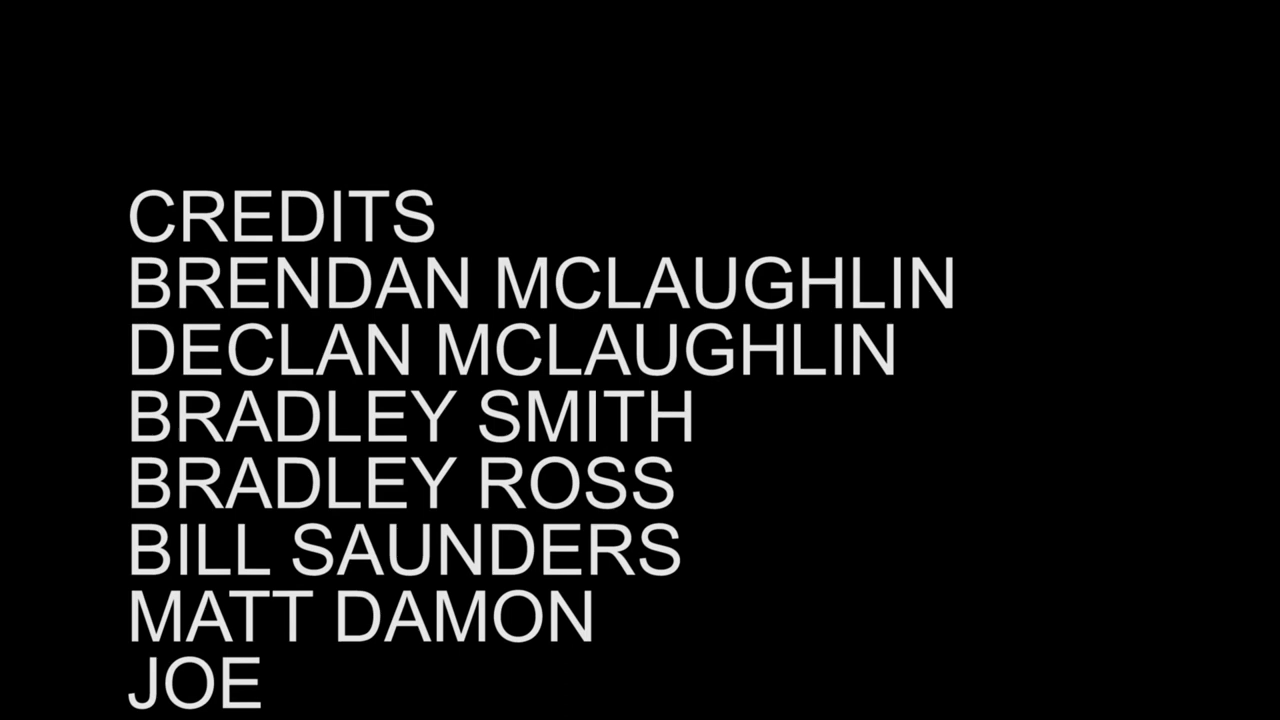 CREDITS
BRENDAN MCLAUGHLIN
DECLAN MCLAUGHLIN
BRADLEY SMITH
BRADLEY ROSS
BILL SAUNDERS
MATT DAMON
JOE